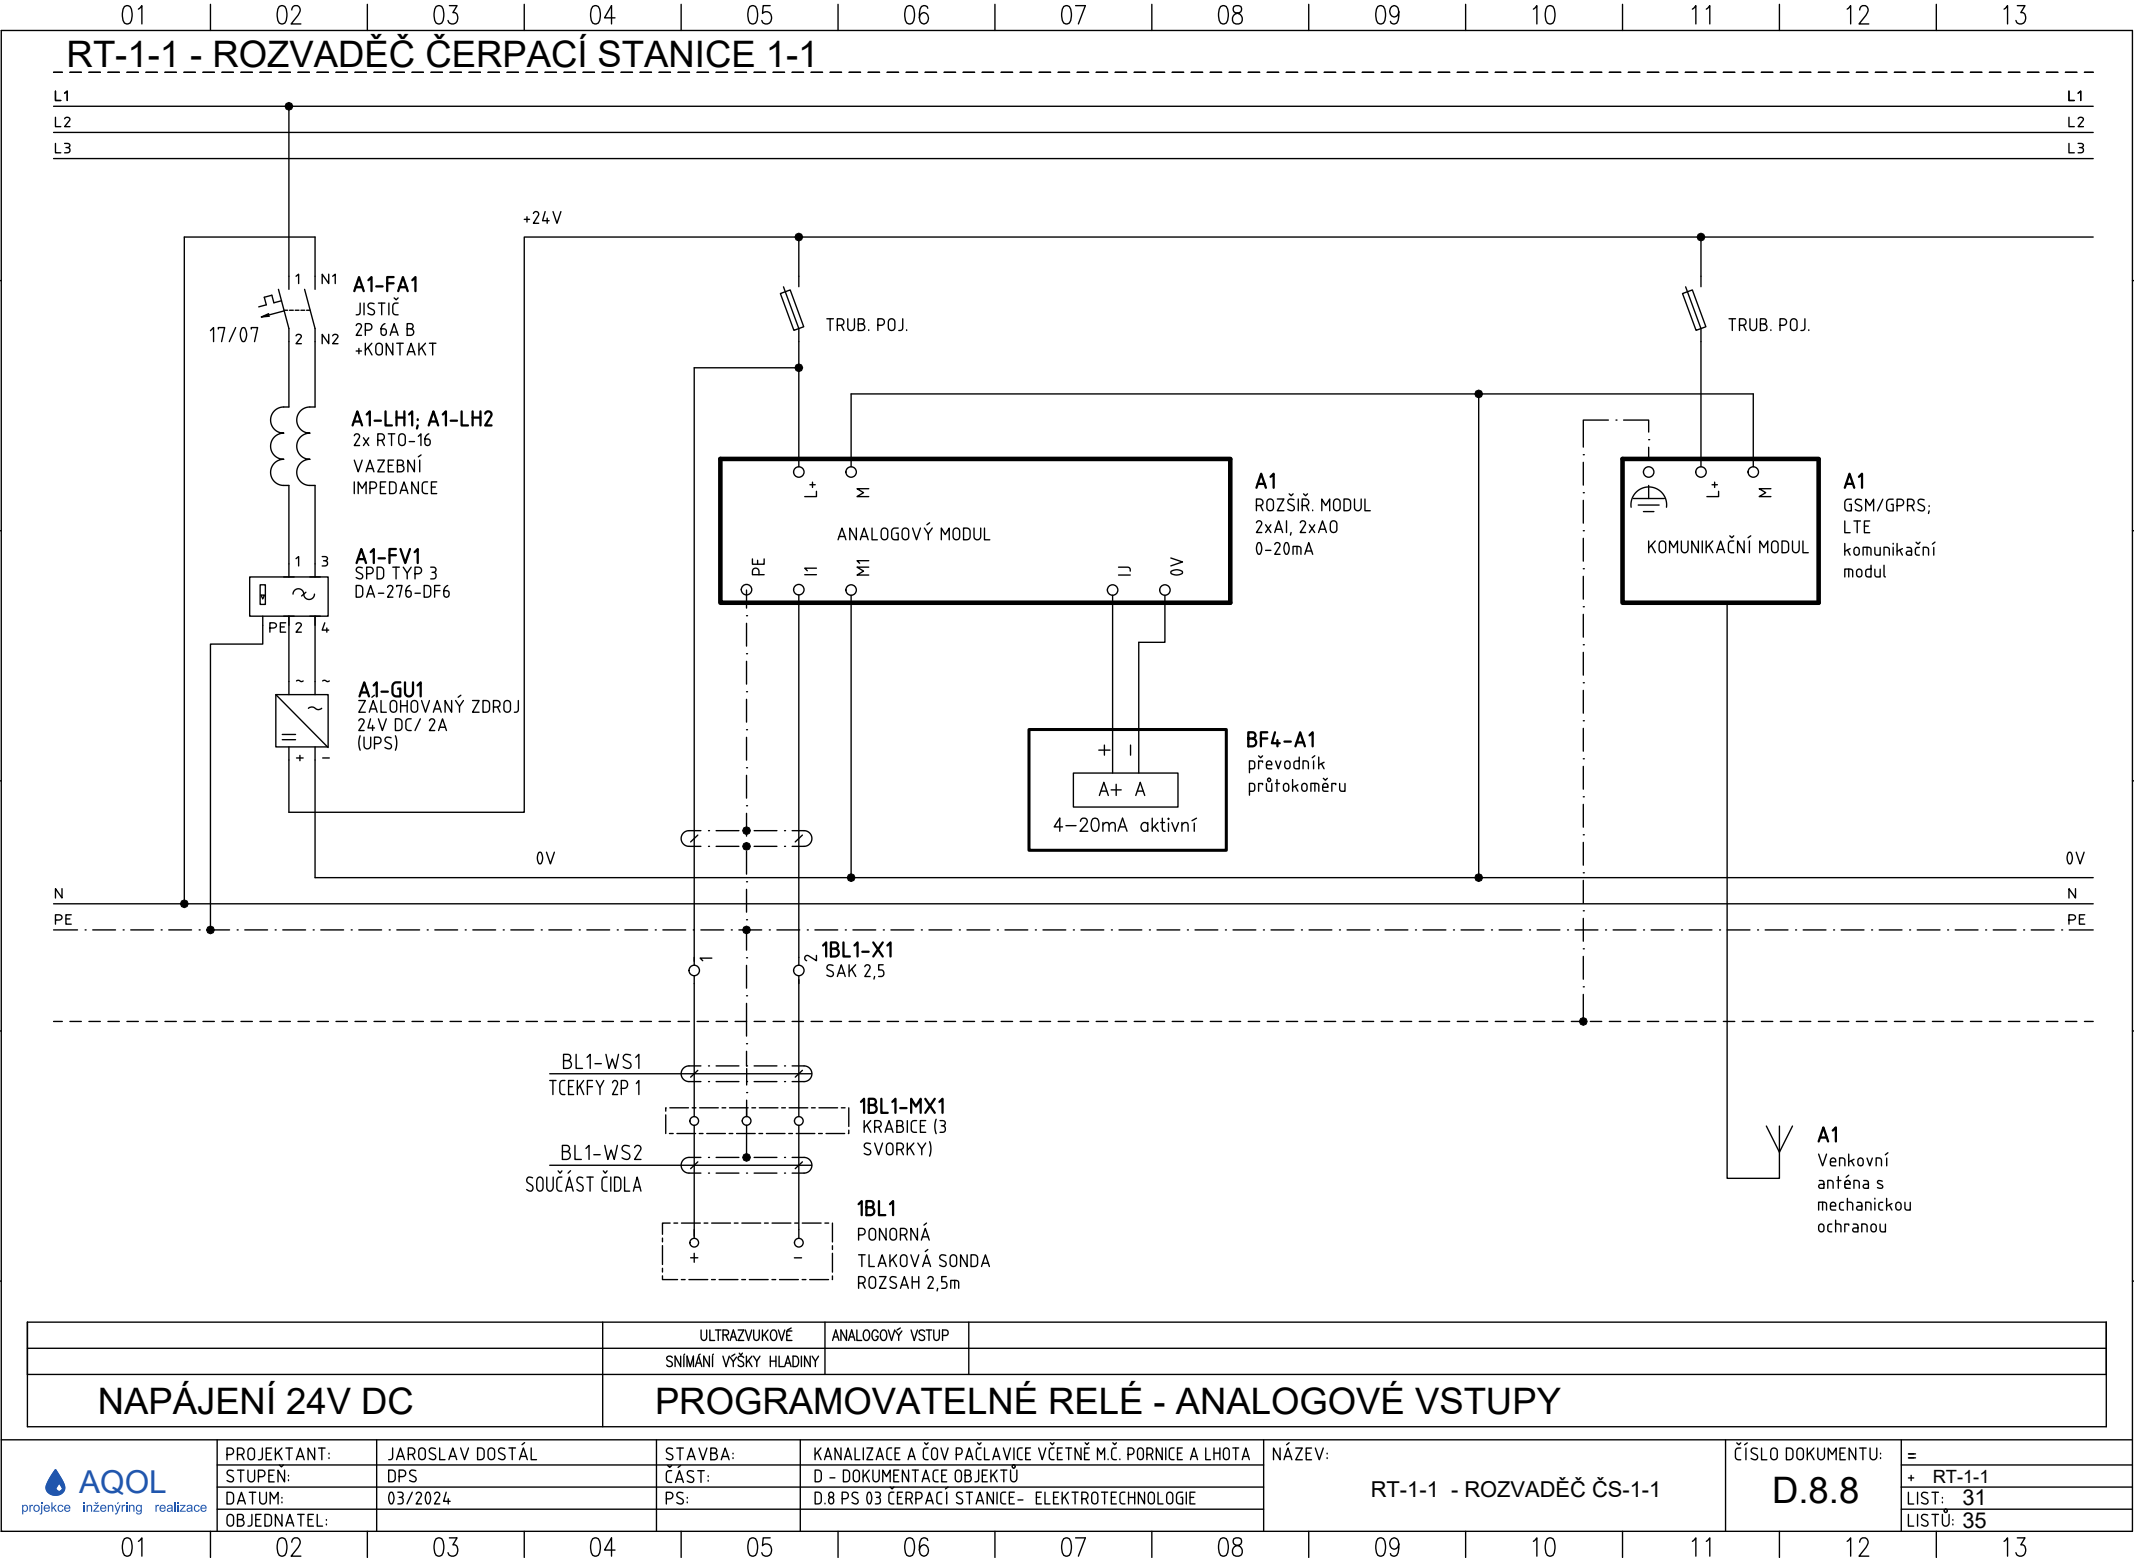 01 02 03 04 05 06 07 08 09 10 11 12 13
RT-1-1 - ROZVADĚČ ČERPACÍ STANICE 1-1
L1 L1
L2 L2
L3 L3
+24V
1 N1
A1-FA1
JISTIČ
2P 6A B
+KONTAKT
17/07
2 N2
TRUB. POJ.
TRUB. POJ.
A1-LH1; A1-LH2
2x RTO-16
VAZEBNÍ
IMPEDANCE
L+ M
ANALOGOVÝ MODUL
PE I1 M1 IJ 0V
A1
ROZŠIŘ. MODUL
2xAI, 2xAO
0-20mA
L+ M
KOMUNIKAČNÍ MODUL
A1
GSM/GPRS;
LTE
komunikační
modul
1 3
A1-FV1
SPD TYP 3
DA-276-DF6
PE 2 4
~ ~
A1-GU1
ZÁLOHOVANÝ ZDROJ
24V DC/ 2A
(UPS)
+ -
+ -
A+ A
4-20mA aktivní
BF4-A1
převodník
průtokoměru
0V 0V
N N
PE PE
1 2
1BL1-X1
SAK 2,5
BL1-WS1
TCEKFY 2P 1
1BL1-MX1
KRABICE (3
SVORKY)
BL1-WS2
SOUČÁST ČIDLA
1BL1
PONORNÁ
TLAKOVÁ SONDA
ROZSAH 2,5m
+ -
A1
Venkovní
anténa s
mechanickou
ochranou
ULTRAZVUKOVÉ ANALOGOVÝ VSTUP
SNÍMÁNÍ VÝŠKY HLADINY
NAPÁJENÍ 24V DC PROGRAMOVATELNÉ RELÉ - ANALOGOVÉ VSTUPY
AQOL
projekce inženýring realizace
PROJEKTANT: JAROSLAV DOSTÁL
STUPEŇ: DPS
DATUM: 03/2024
OBJEDNATEL:
STAVBA: KANALIZACE A ČOV PAČLAVICE VČETNĚ M.Č. PORNICE A LHOTA
ČÁST: D - DOKUMENTACE OBJEKTŮ
PS: D.8 PS 03 ČERPACÍ STANICE- ELEKTROTECHNOLOGIE
NÁZEV:
RT-1-1 - ROZVADĚČ ČS-1-1
ČÍSLO DOKUMENTU:
D.8.8
=
+ RT-1-1
LIST: 31
LISTŮ: 35
01 02 03 04 05 06 07 08 09 10 11 12 13